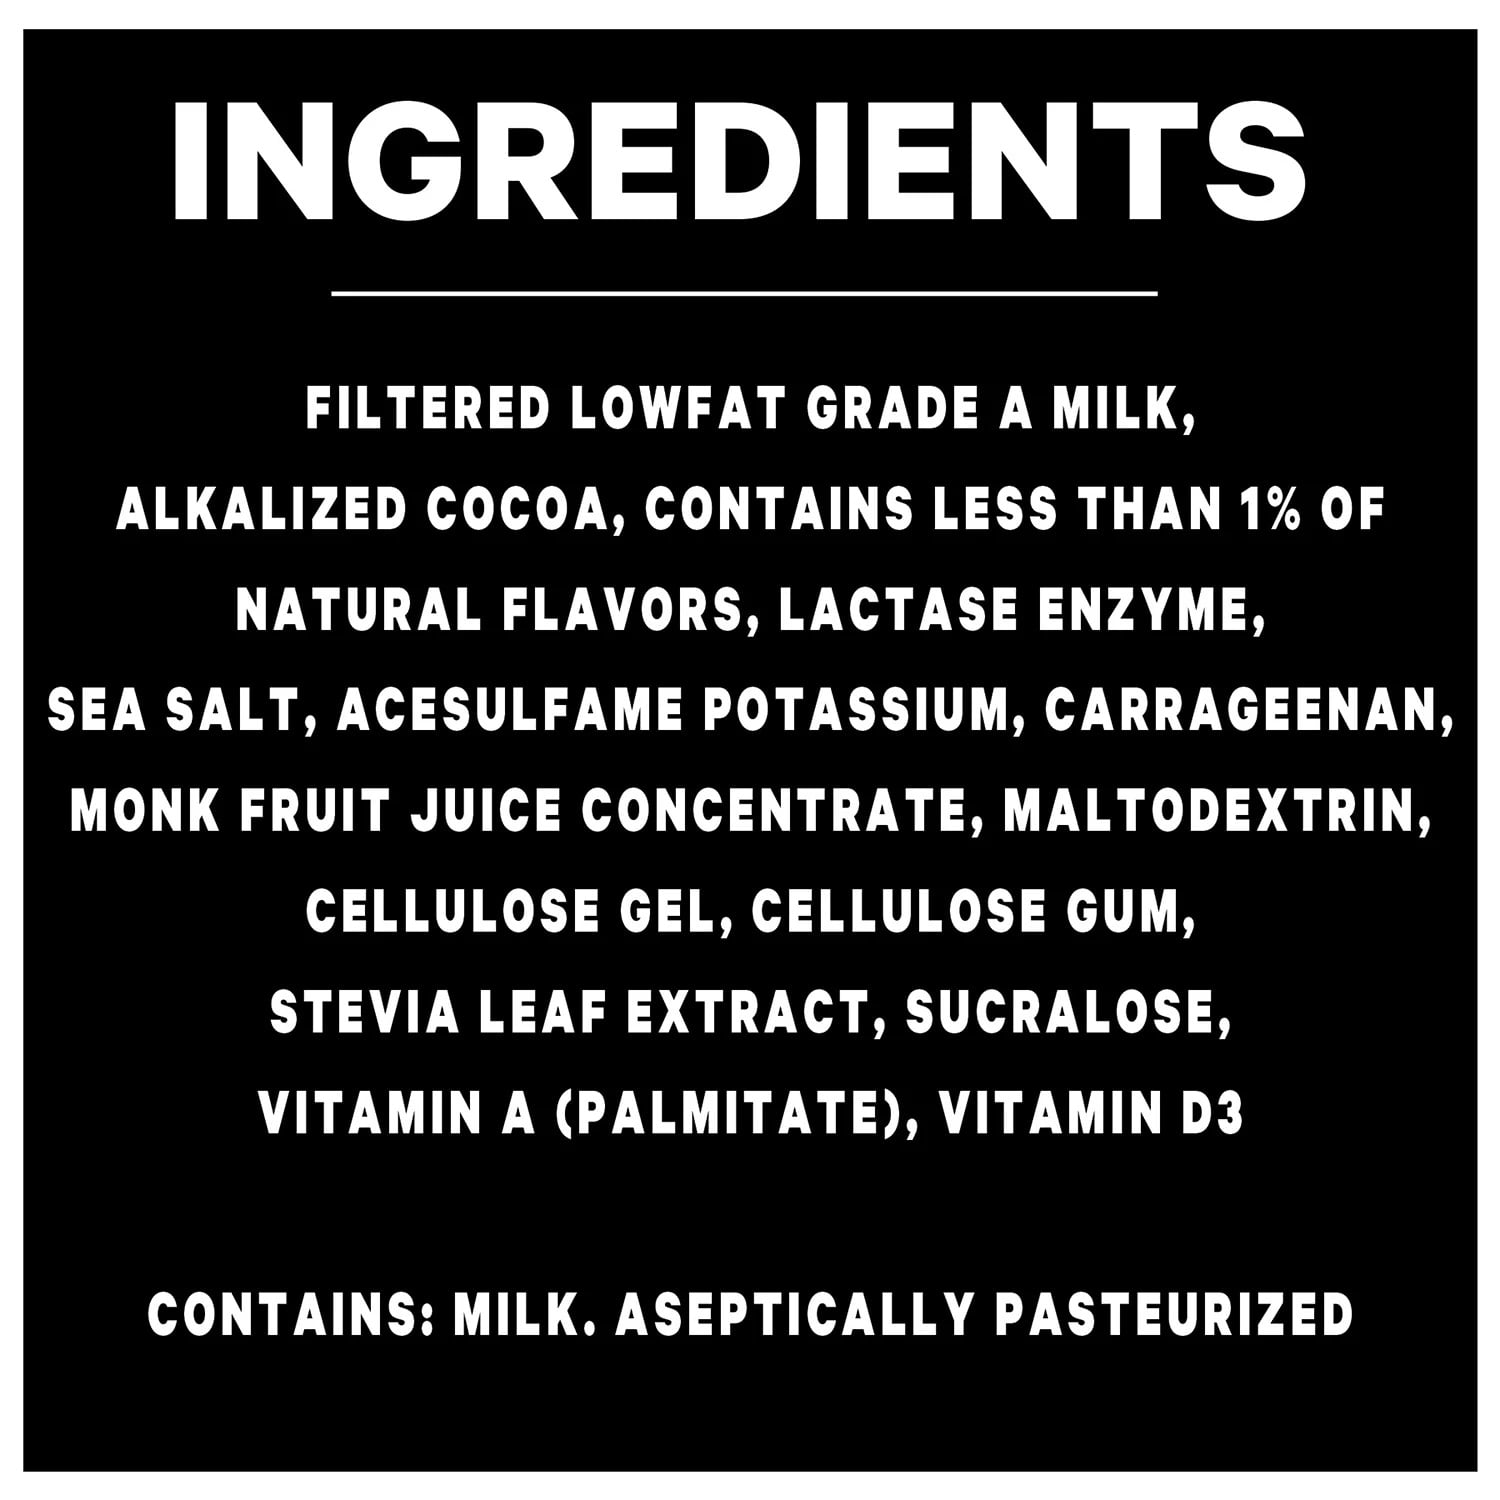 INGREDIENTS
FILTERED LOWFAT GRADE A MILK,
ALKALIZED COCOA, CONTAINS LESS THAN 1% OF
NATURAL FLAVORS, LACTASE ENZYME,
SEA SALT, ACESULFAME POTASSIUM, CARRAGEENAN,
MONK FRUIT JUICE CONCENTRATE, MALTODEXTRIN,
CELLULOSE GEL, CELLULOSE GUM,
STEVIA LEAF EXTRACT, SUCRALOSE,
VITAMIN A (PALMITATE), VITAMIN D3
CONTAINS: MILK. ASEPTICALLY PASTEURIZED